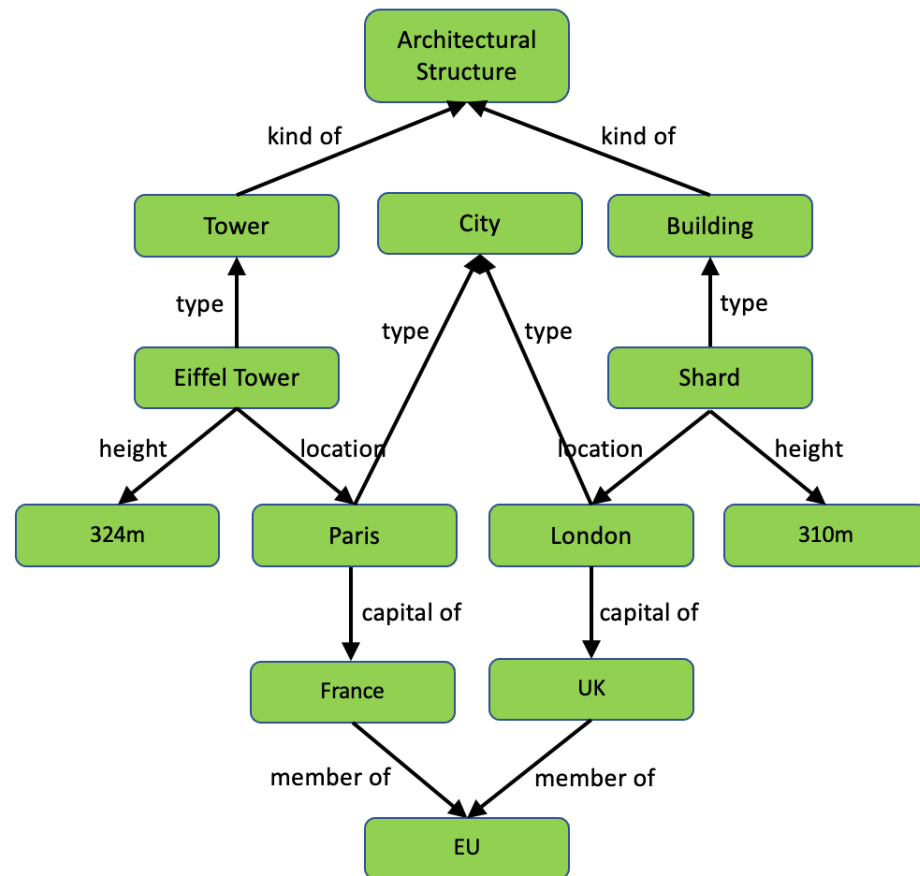 Architectural
Structure
kind of
kind of
Tower
City
Building
type
type
type
type
Eiffel Tower
Shard
height
location
location
height
324m
Paris
London
310m
capital of
capital of
France
UK
member of
member of
EU